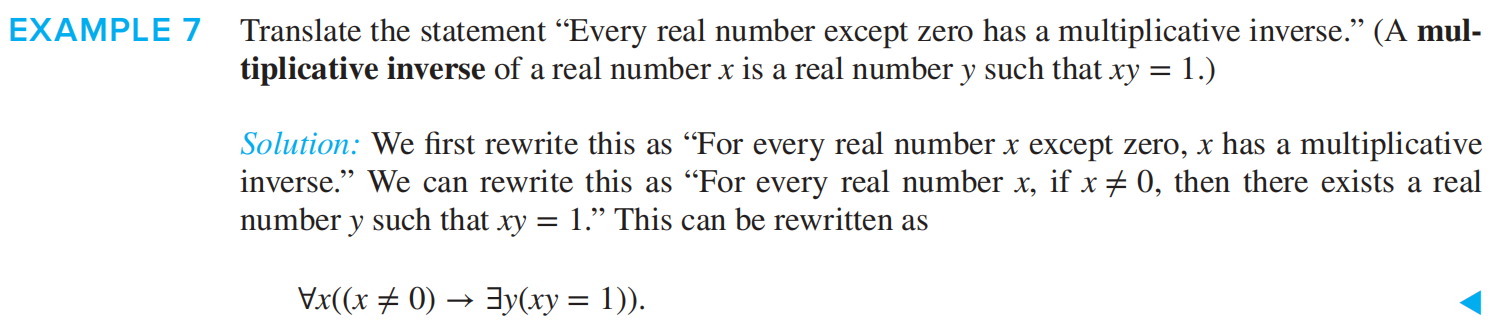 EXAMPLE 7 Translate the statement “Every real number except zero has a multiplicative inverse.” (A mul-
tiplicative inverse of a real number x is a real number y such that xy = 1.)
Solution: We first rewrite this as “For every real number x except zero, x has a multiplicative
inverse.” We can rewrite this as “For every real number x, if x ≠ 0, then there exists a real
number y such that xy = 1.” This can be rewritten as
∀x((x ≠ 0) → ∃y(xy = 1)).